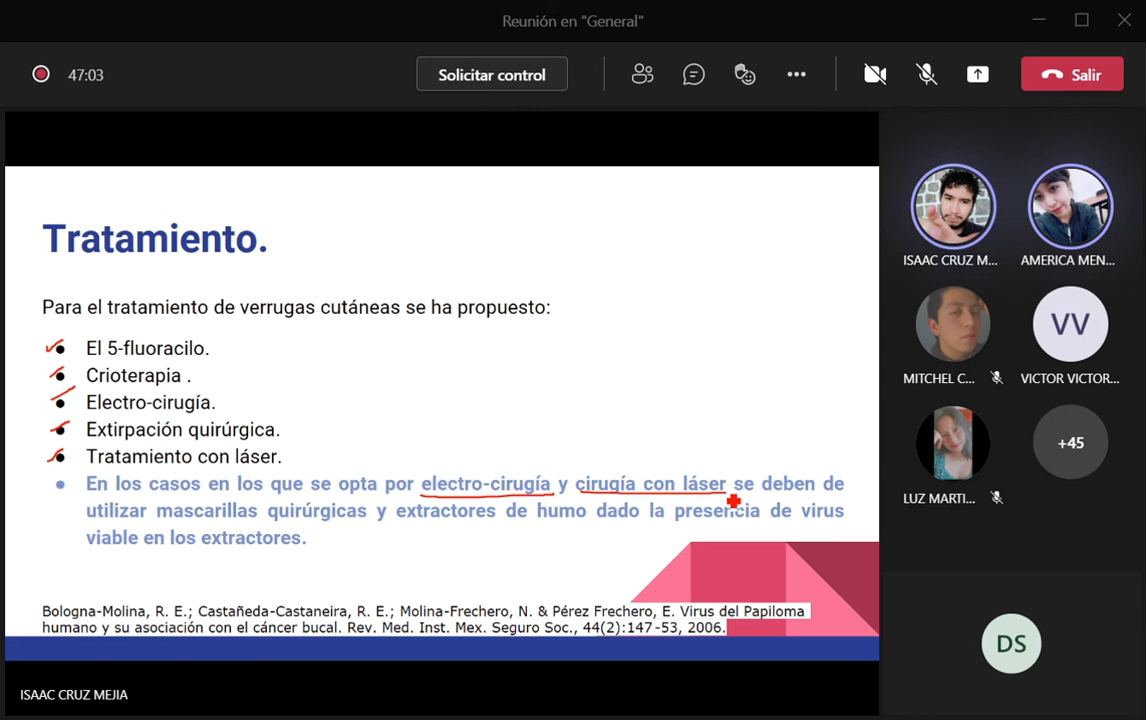 Reunión en "General"
47:03
Solicitar control
Salir
Tratamiento.
Para el tratamiento de verrugas cutáneas se ha propuesto:
El 5-fluoracilo.
Crioterapia .
Electro-cirugía.
Extirpación quirúrgica.
Tratamiento con láser.
En los casos en los que se opta por electro-cirugía y cirugía con láser se deben de
utilizar mascarillas quirúrgicas y extractores de humo dado la presencia de virus
viable en los extractores.
Bologna-Molina, R. E.; Castañeda-Castaneira, R. E.; Molina-Frechero, N. & Pérez Frechero, E. Virus del Papiloma
humano y su asociación con el cáncer bucal. Rev. Med. Inst. Mex. Seguro Soc., 44(2):147-53, 2006.
ISAAC CRUZ MEJIA
ISAAC CRUZ M...
AMERICA MEN...
VV
MITCHEL C...
VICTOR VICTOR...
+45
LUZ MARTI...
DS